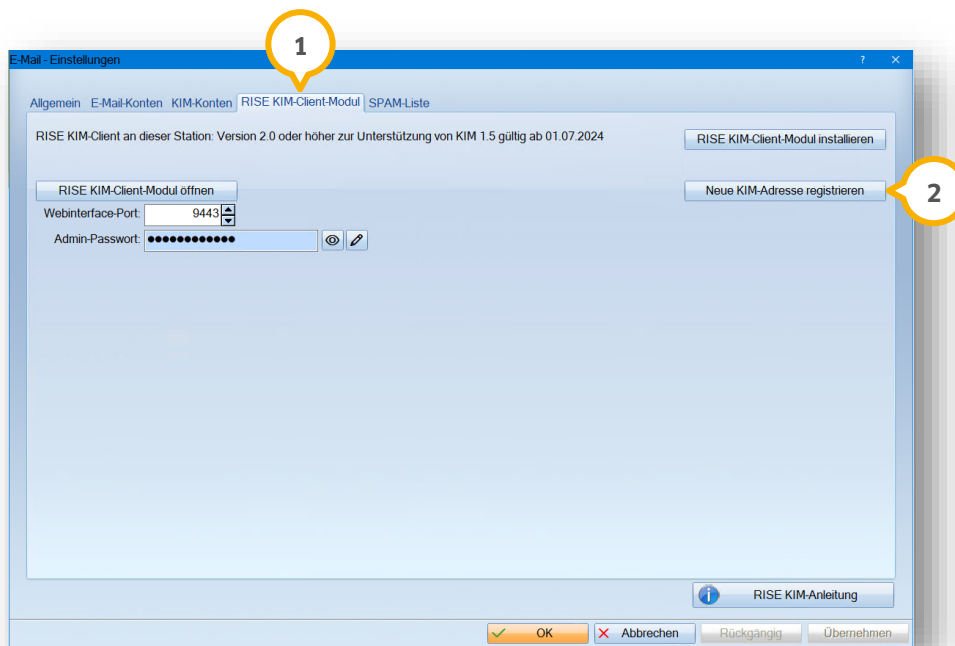 1
E-Mail - Einstellungen ? ×
Allgemein E-Mail-Konten KIM-Konten RISE KIM-Client-Modul SPAM-Liste
RISE KIM-Client an dieser Station: Version 2.0 oder höher zur Unterstützung von KIM 1.5 gültig ab 01.07.2024
RISE KIM-Client-Modul installieren
RISE KIM-Client-Modul öffnen
Neue KIM-Adresse registrieren
2
Webinterface-Port: 9443
Admin-Passwort: ●●●●●●●●●●●●
RISE KIM-Anleitung
OK Abbrechen Rückgängig Übernehmen